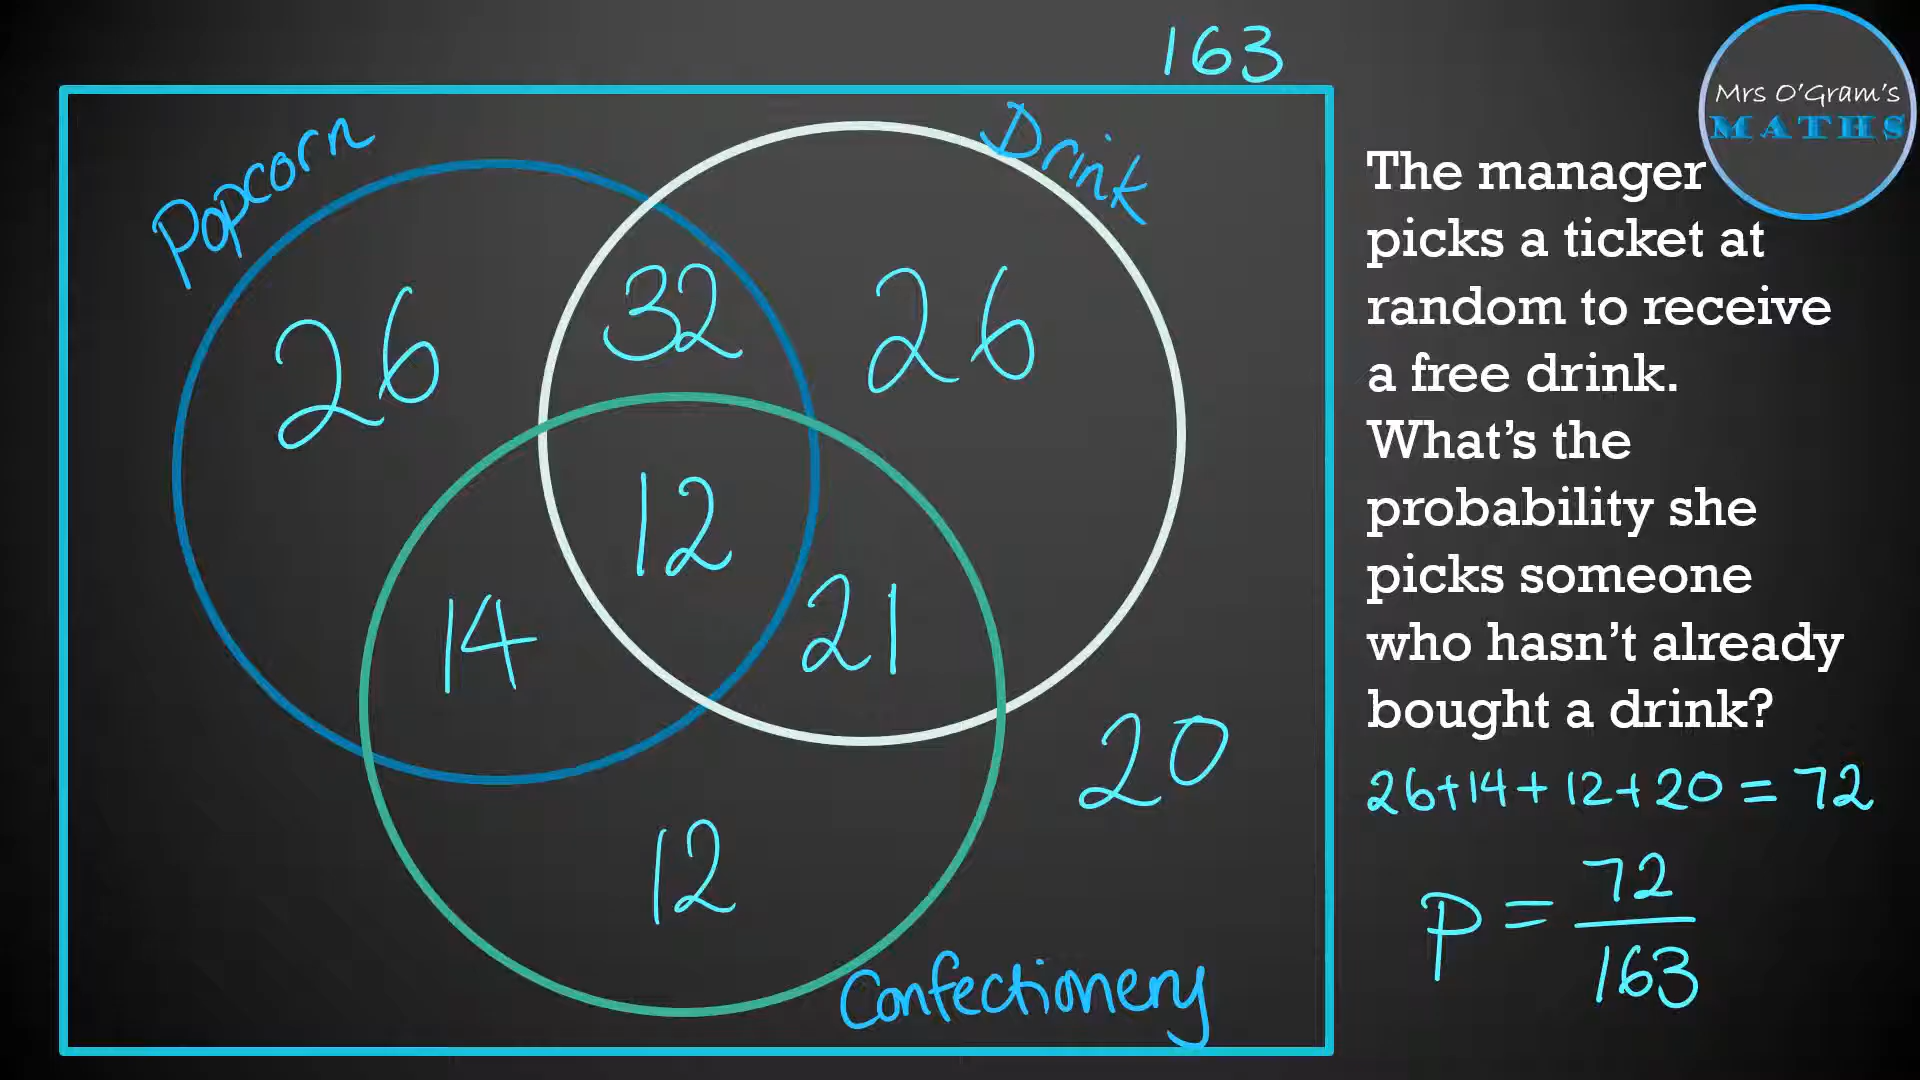 163
Mrs O'Gram's
MATHS
Popcorn
Drink
26
32
26
12
14
21
20
12
Confectionery
The manager
picks a ticket at
random to receive
a free drink.
What's the
probability she
picks someone
who hasn't already
bought a drink?
26+14+12+20=72
P = 72
163